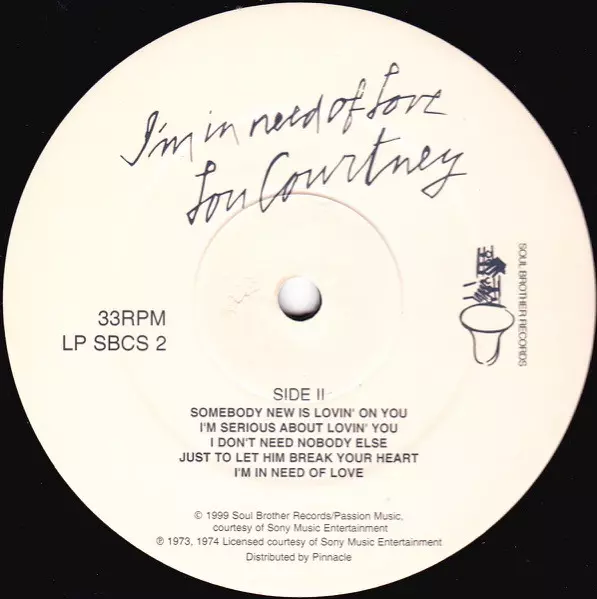 I'm in need of Love
Lou Courtney
SOUL BROTHER RECORDS
33RPM
LP SBCS 2
SIDE II
SOMEBODY NEW IS LOVIN' ON YOU
I'M SERIOUS ABOUT LOVIN' YOU
I DON'T NEED NOBODY ELSE
JUST TO LET HIM BREAK YOUR HEART
I'M IN NEED OF LOVE
© 1999 Soul Brother Records/Passion Music,
courtesy of Sony Music Entertainment
℗ 1973, 1974 Licensed courtesy of Sony Music Entertainment
Distributed by Pinnacle